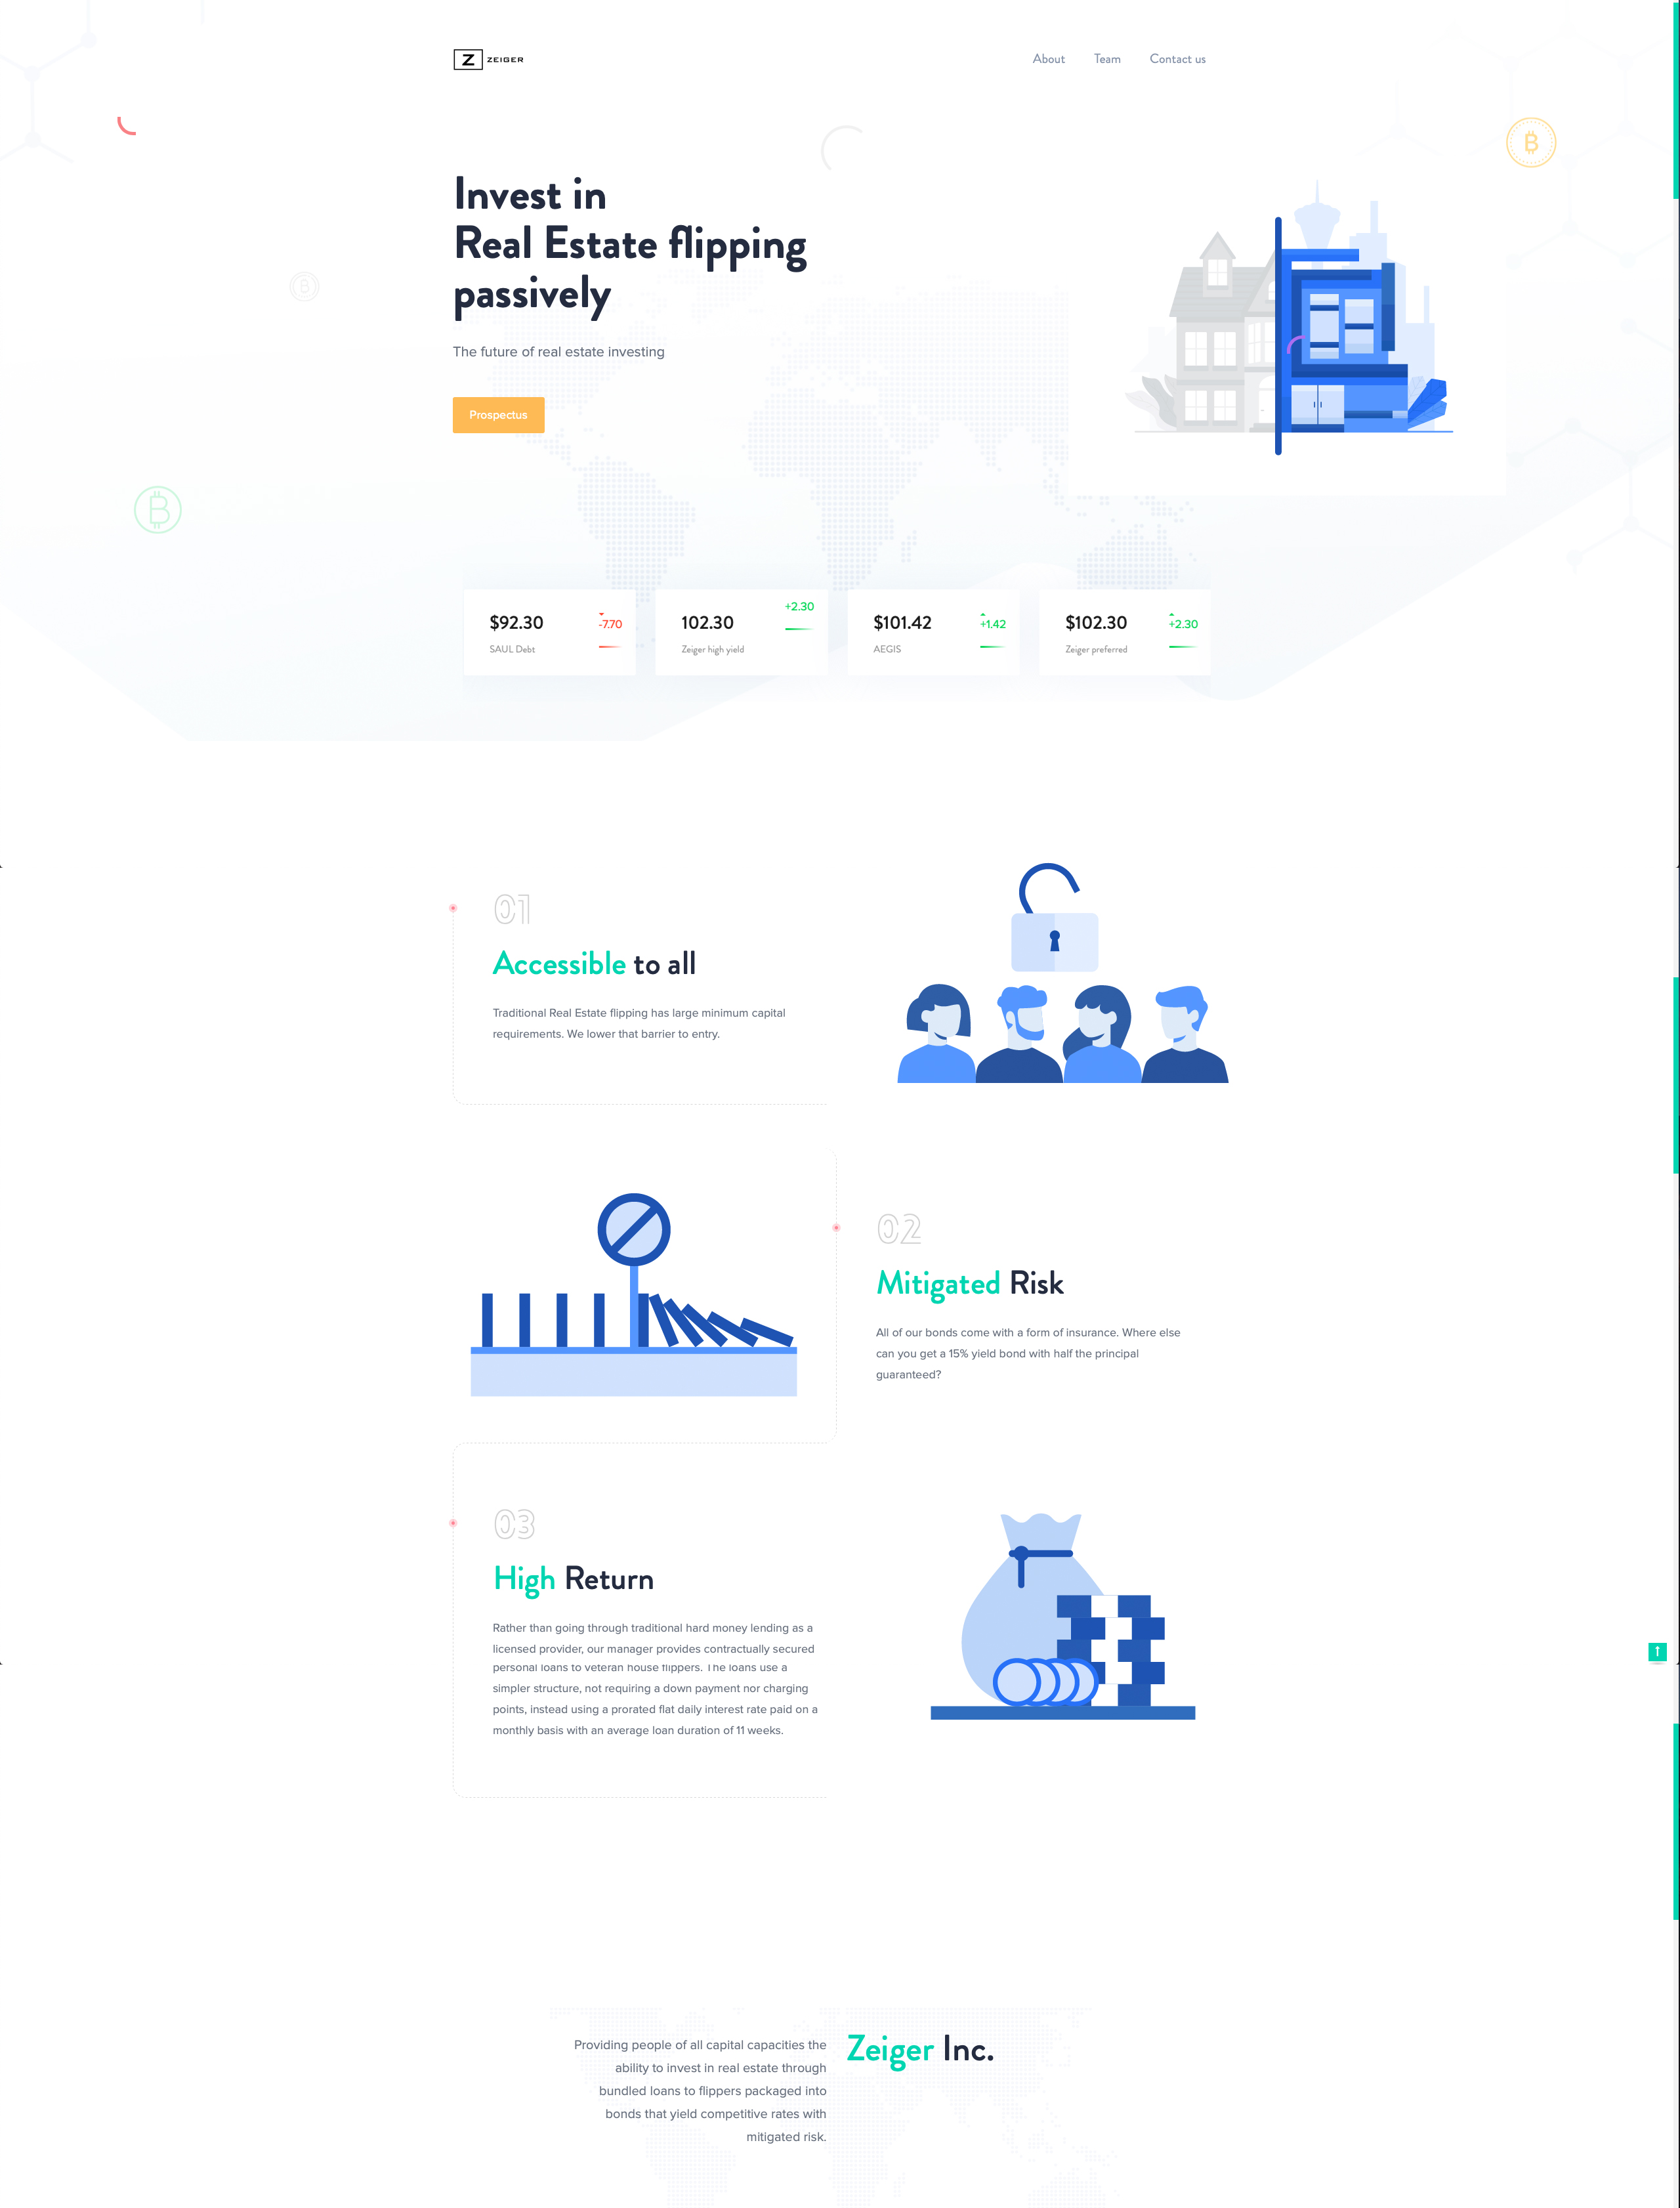 Z ZEIGER
About Team Contact us
Invest in
Real Estate flipping
passively
The future of real estate investing
Prospectus
$92.30
-7.70
SAUL Debt
102.30
+2.30
Zeiger high yield
$101.42
+1.42
AEGIS
$102.30
+2.30
Zeiger preferred
01
Accessible to all
Traditional Real Estate flipping has large minimum capital
requirements. We lower that barrier to entry.
02
Mitigated Risk
All of our bonds come with a form of insurance. Where else
can you get a 15% yield bond with half the principal
guaranteed?
03
High Return
Rather than going through traditional hard money lending as a
licensed provider, our manager provides contractually secured
personal loans to veteran house flippers. The loans use a
simpler structure, not requiring a down payment nor charging
points, instead using a prorated flat daily interest rate paid on a
monthly basis with an average loan duration of 11 weeks.
Providing people of all capital capacities the
ability to invest in real estate through
bundled loans to flippers packaged into
bonds that yield competitive rates with
mitigated risk.
Zeiger Inc.